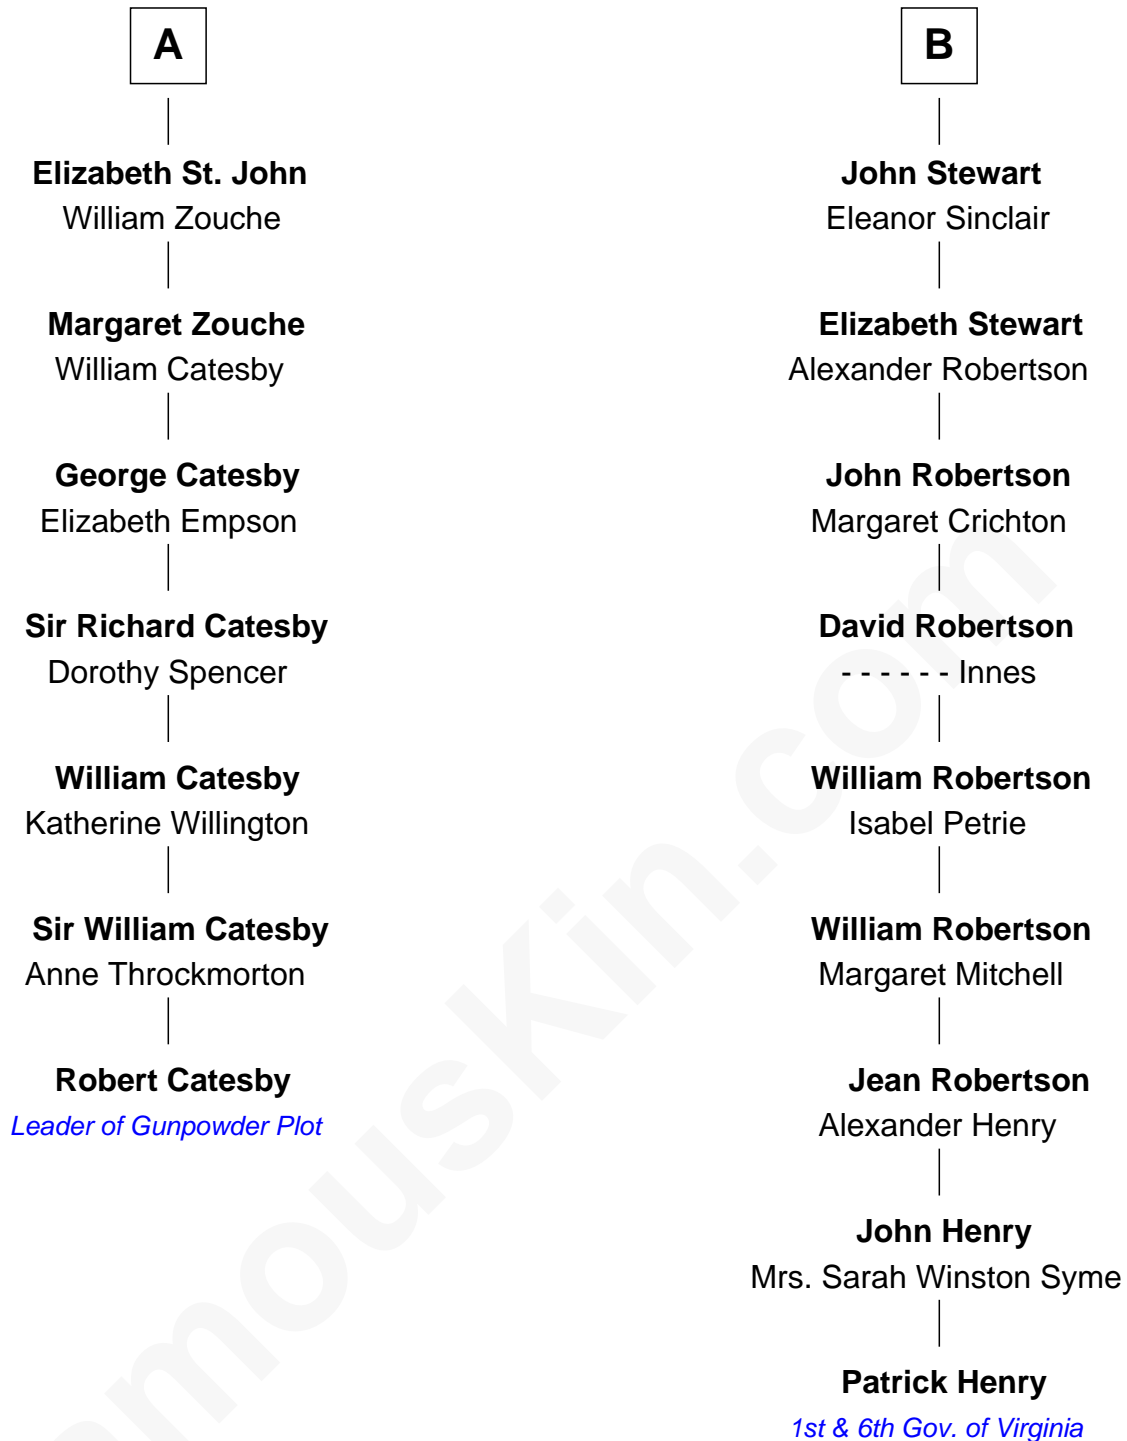 A
Elizabeth St. John
William Zouche
Margaret Zouche
William Catesby
George Catesby
Elizabeth Empson
Sir Richard Catesby
Dorothy Spencer
William Catesby
Katherine Willington
Sir William Catesby
Anne Throckmorton
Robert Catesby
Leader of Gunpowder Plot
B
John Stewart
Eleanor Sinclair
Elizabeth Stewart
Alexander Robertson
John Robertson
Margaret Crichton
David Robertson
- - - - - - Innes
William Robertson
Isabel Petrie
William Robertson
Margaret Mitchell
Jean Robertson
Alexander Henry
John Henry
Mrs. Sarah Winston Syme
Patrick Henry
1st & 6th Gov. of Virginia
amousKin.com